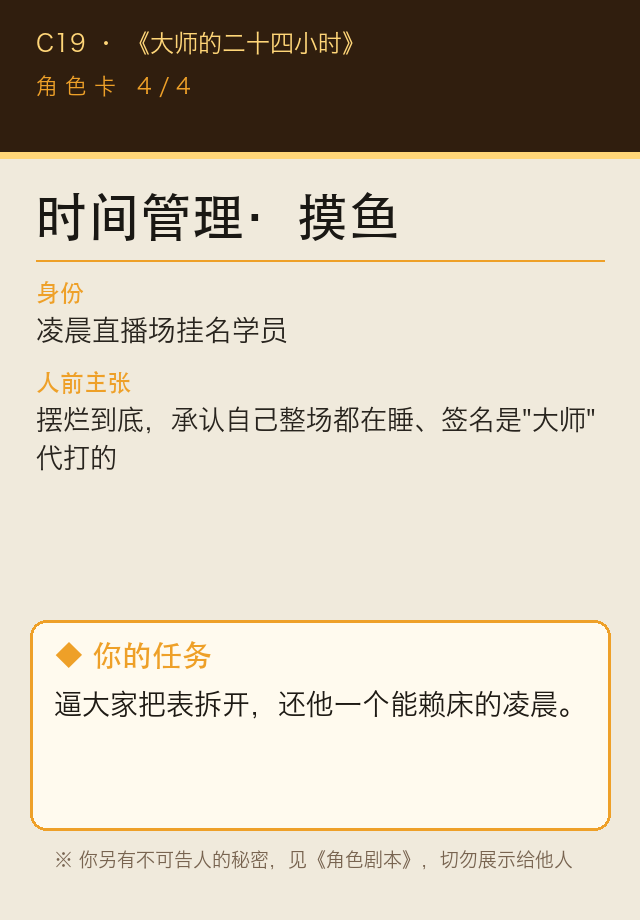 C19 · 《大师的二十四小时》
角色卡 4/4
时间管理· 摸鱼
身份
凌晨直播场挂名学员
人前主张
摆烂到底，承认自己整场都在睡、签名是"大师"
代打的
◆ 你的任务
逼大家把表拆开，还他一个能赖床的凌晨。
※ 你另有不可告人的秘密，见《角色剧本》，切勿展示给他人